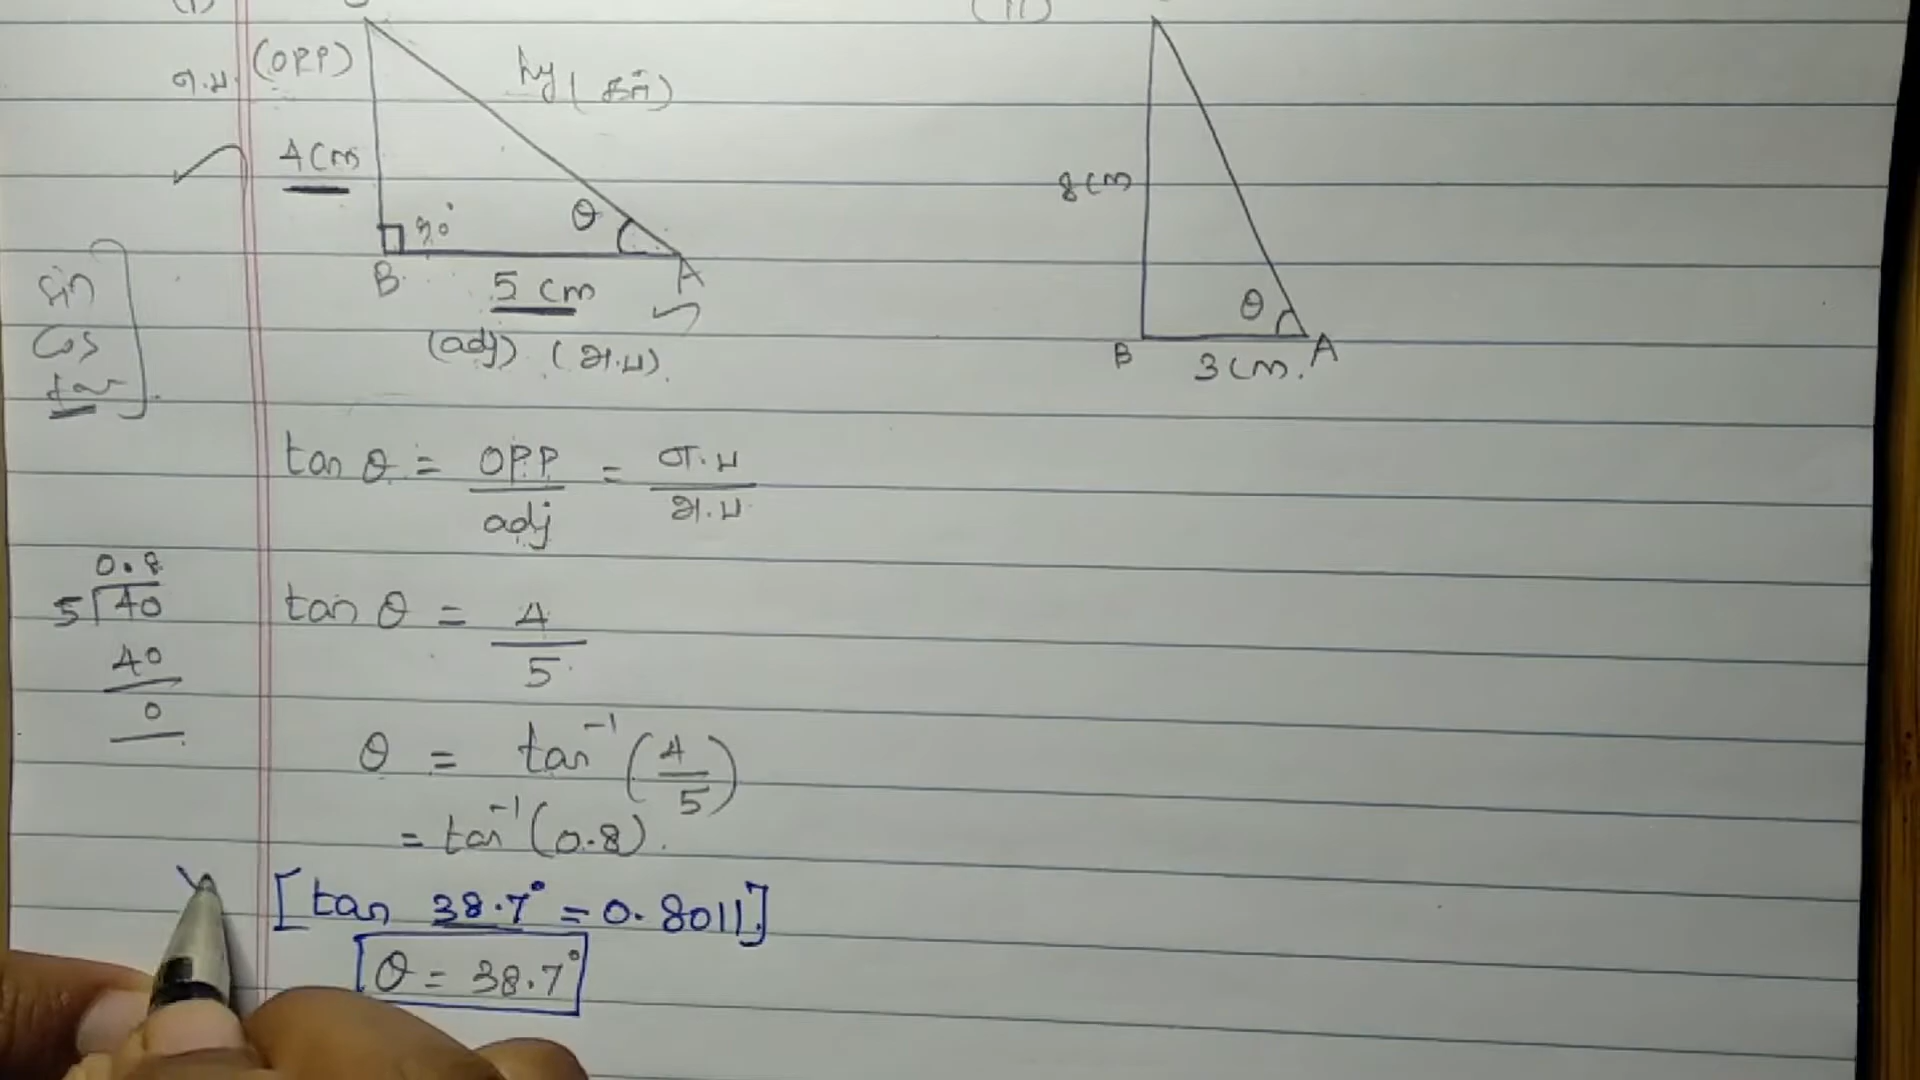 (i)
(ii)
(OPP)
எ.ப
hy (கர்)
4 cm
90°
θ
B
A
5 cm
(adj) (அ.ப).
sin
cos
tan
8 cm
θ
B
A
3 cm.
tan θ = OPP/adj = எ.ப/அ.ப
0.8
5 40
40
0
tan θ = 4/5
θ = tan⁻¹ (4/5)
= tan⁻¹ (0.8).
[tan 38.7° = 0.8011]
θ = 38.7°